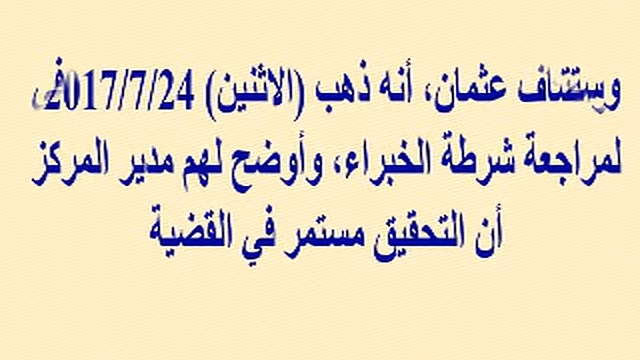 عثمان، أنه ذهب (الاثنين) 2017/7/24
لمراجعة شرطة الخبراء، وأوضح لهم مدير المركز
أن التحقيق مستمر في القضية